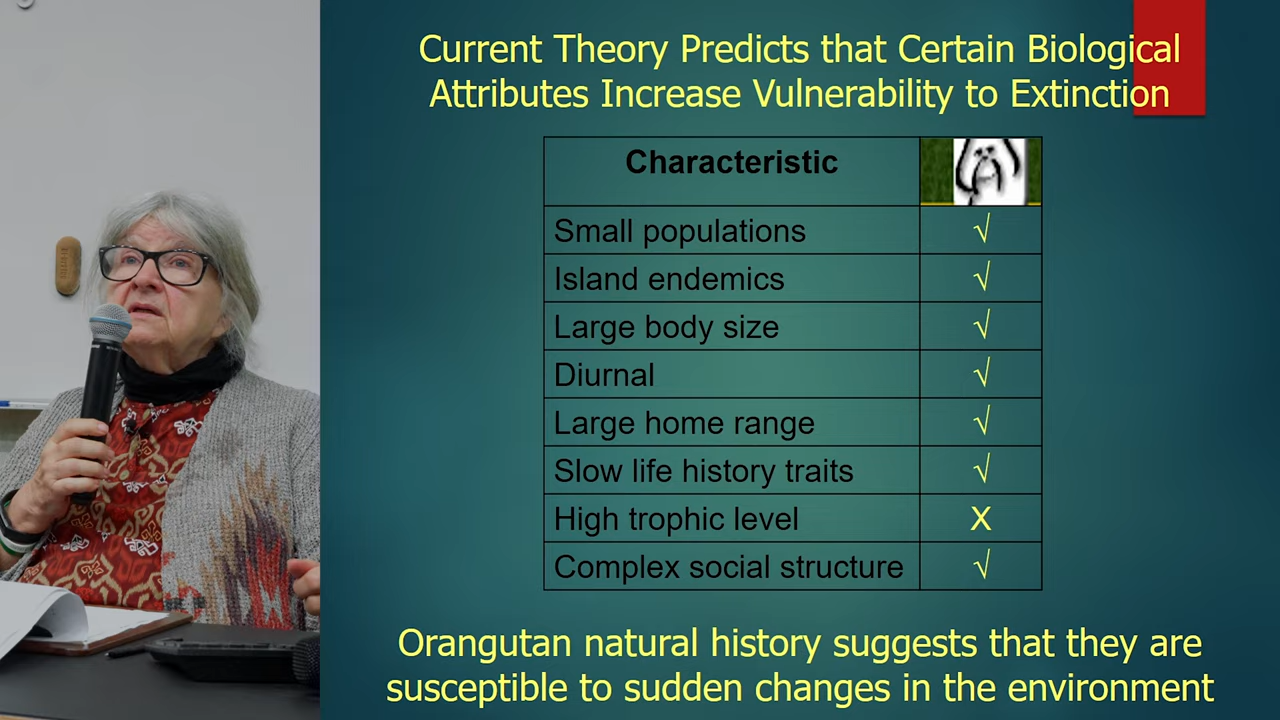 Current Theory Predicts that Certain Biological
Attributes Increase Vulnerability to Extinction
Characteristic
Small populations √
Island endemics √
Large body size √
Diurnal √
Large home range √
Slow life history traits √
High trophic level X
Complex social structure √
Orangutan natural history suggests that they are
susceptible to sudden changes in the environment